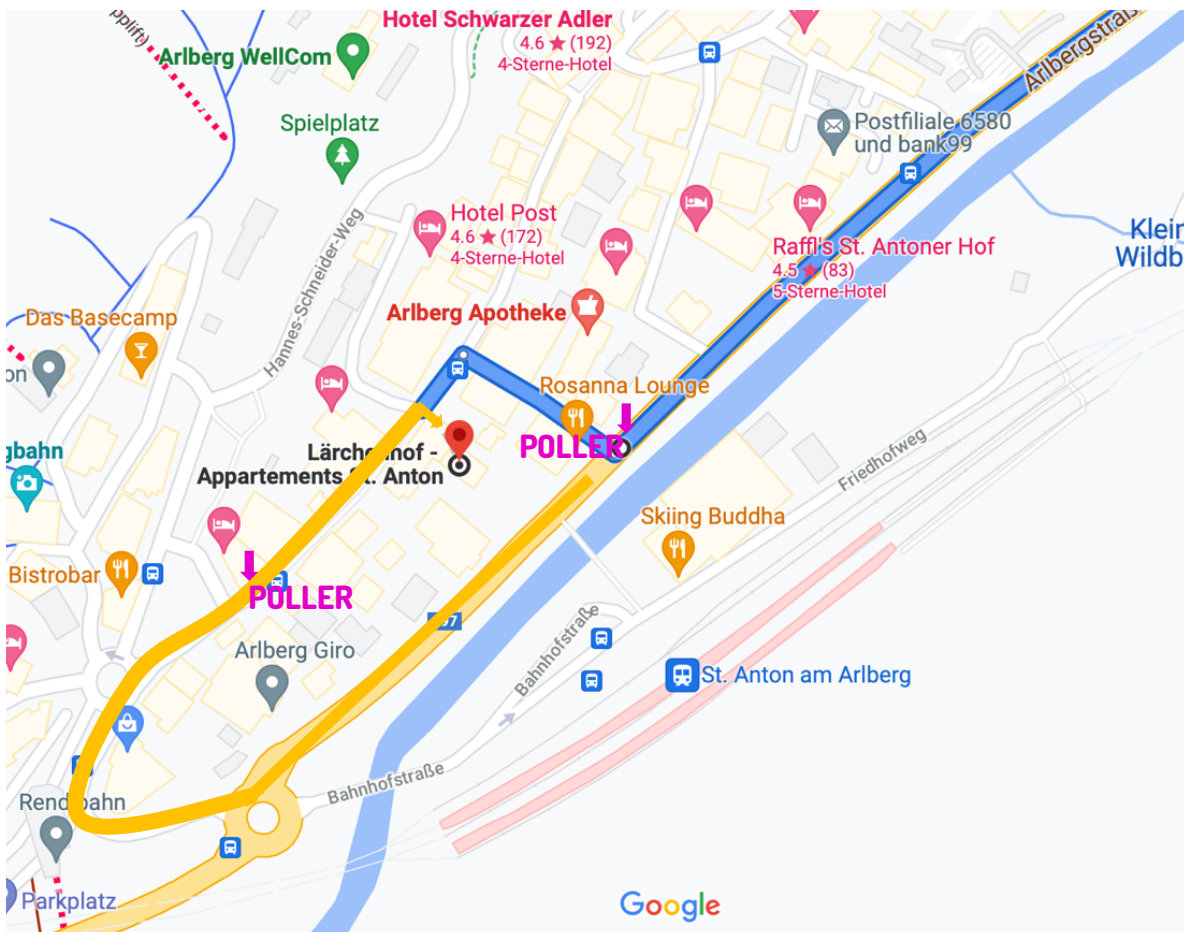 Hotel Schwarzer Adler
4.6 ★ (192)
4-Sterne-Hotel
Arlberg WellCom
Arlbergstraß
Spielplatz
Postfiliale 6580
und bank99
Hotel Post
4.6 ★ (172)
4-Sterne-Hotel
Hannes-Schneider-Weg
Raffl's St. Antoner Hof
4.5 ★ (83)
5-Sterne-Hotel
Klein
Wildb
Das Basecamp
Arlberg Apotheke
on
Rosanna Lounge
POLLER
Lärchenhof -
Appartements St. Anton
gbahn
Friedhofweg
Skiing Buddha
Bistrobar
POLLER
Arlberg Giro
Bahnhofstraße
St. Anton am Arlberg
Bahnhofstraße
Rendlbahn
Parkplatz
Google